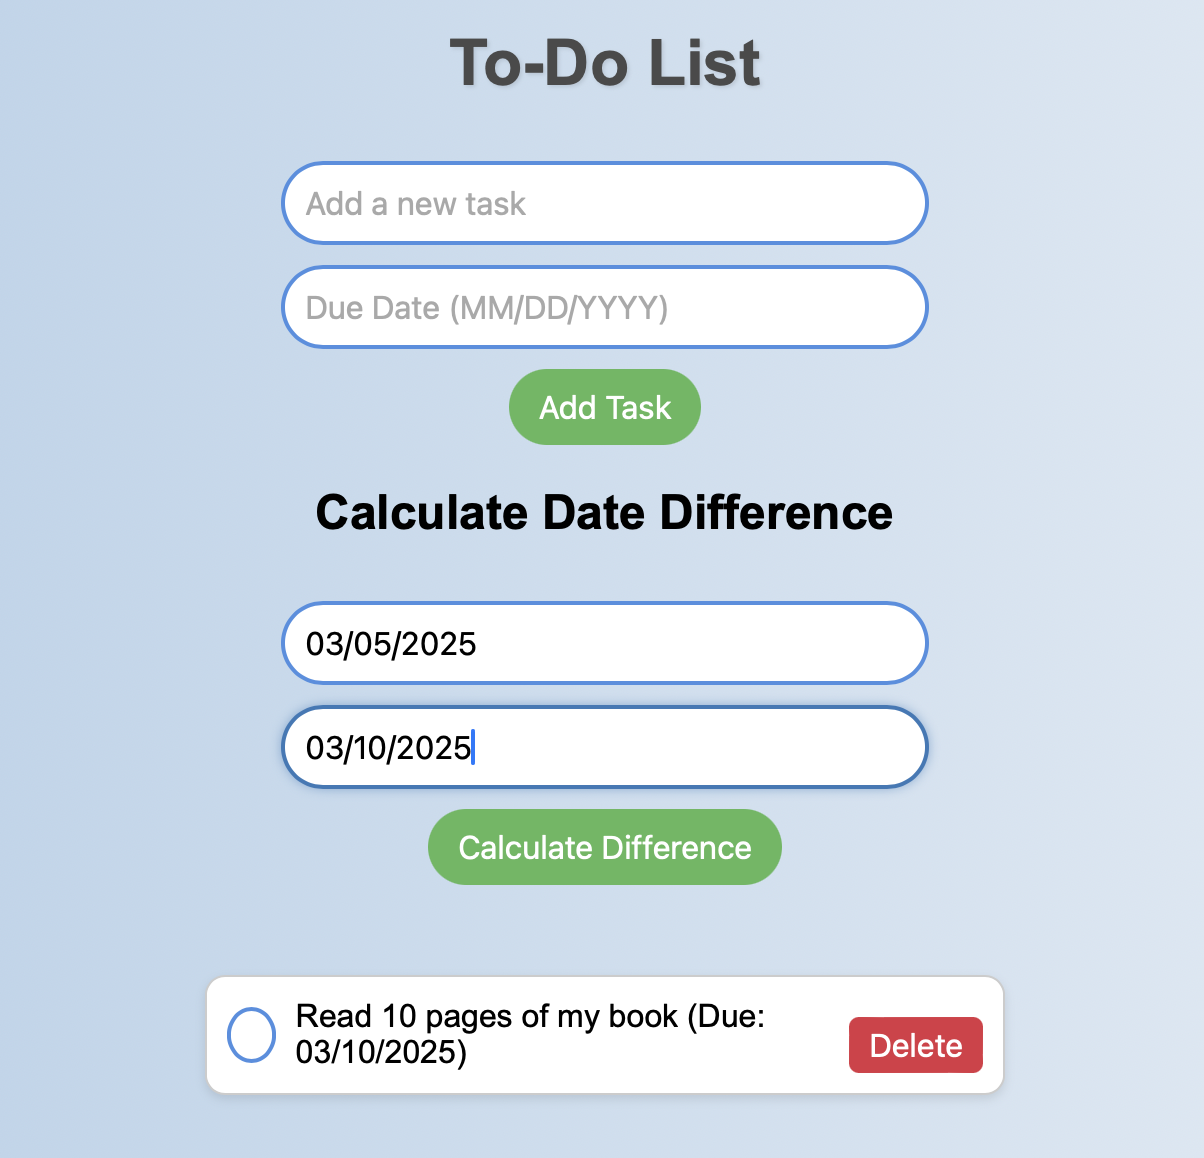 To-Do List
Add a new task
Due Date (MM/DD/YYYY)
Add Task
Calculate Date Difference
03/05/2025
03/10/2025
Calculate Difference
Read 10 pages of my book (Due:
03/10/2025)
Delete